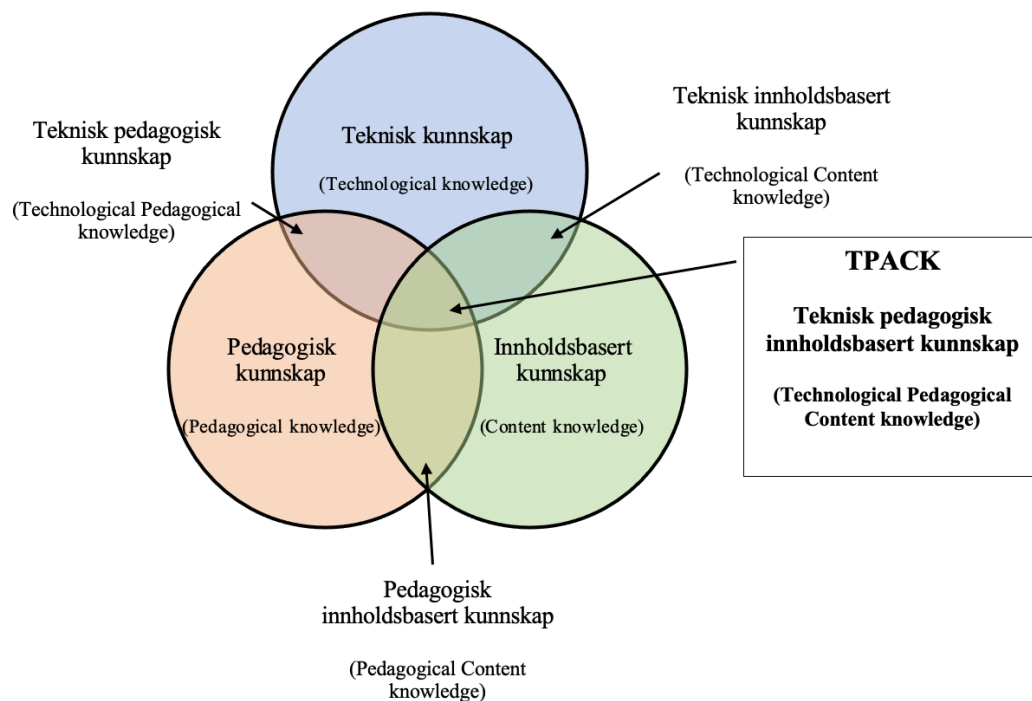 Teknisk kunnskap
(Technological knowledge)
Teknisk pedagogisk
kunnskap
(Technological Pedagogical
knowledge)
Teknisk innholdsbasert
kunnskap
(Technological Content
knowledge)
TPACK
Teknisk pedagogisk
innholdsbasert kunnskap
(Technological Pedagogical
Content knowledge)
Pedagogisk
kunnskap
(Pedagogical knowledge)
Innholdsbasert
kunnskap
(Content knowledge)
Pedagogisk
innholdsbasert kunnskap
(Pedagogical Content
knowledge)